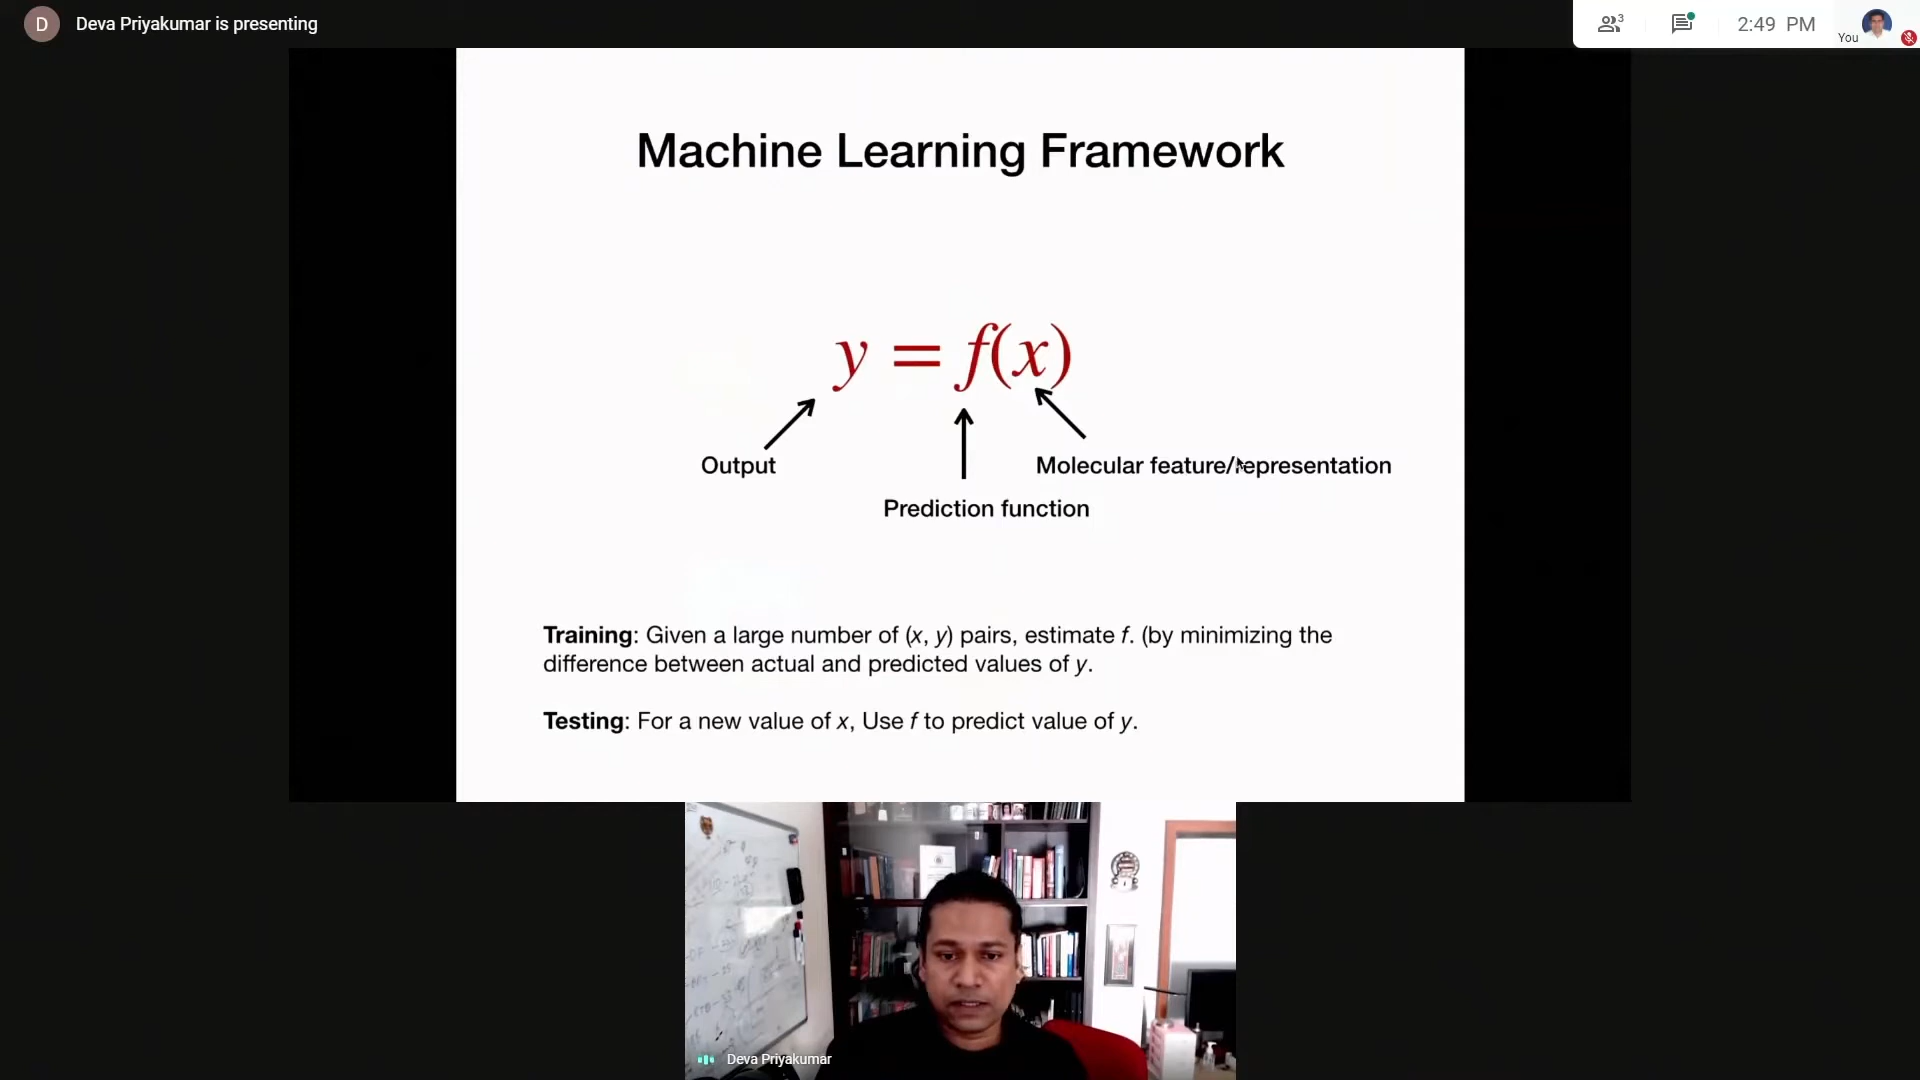 D Deva Priyakumar is presenting
3
2:49 PM
You
Machine Learning Framework
y = f(x)
Output
Molecular feature/representation
Prediction function
Training: Given a large number of (x, y) pairs, estimate f. (by minimizing the
difference between actual and predicted values of y.
Testing: For a new value of x, Use f to predict value of y.
Deva Priyakumar